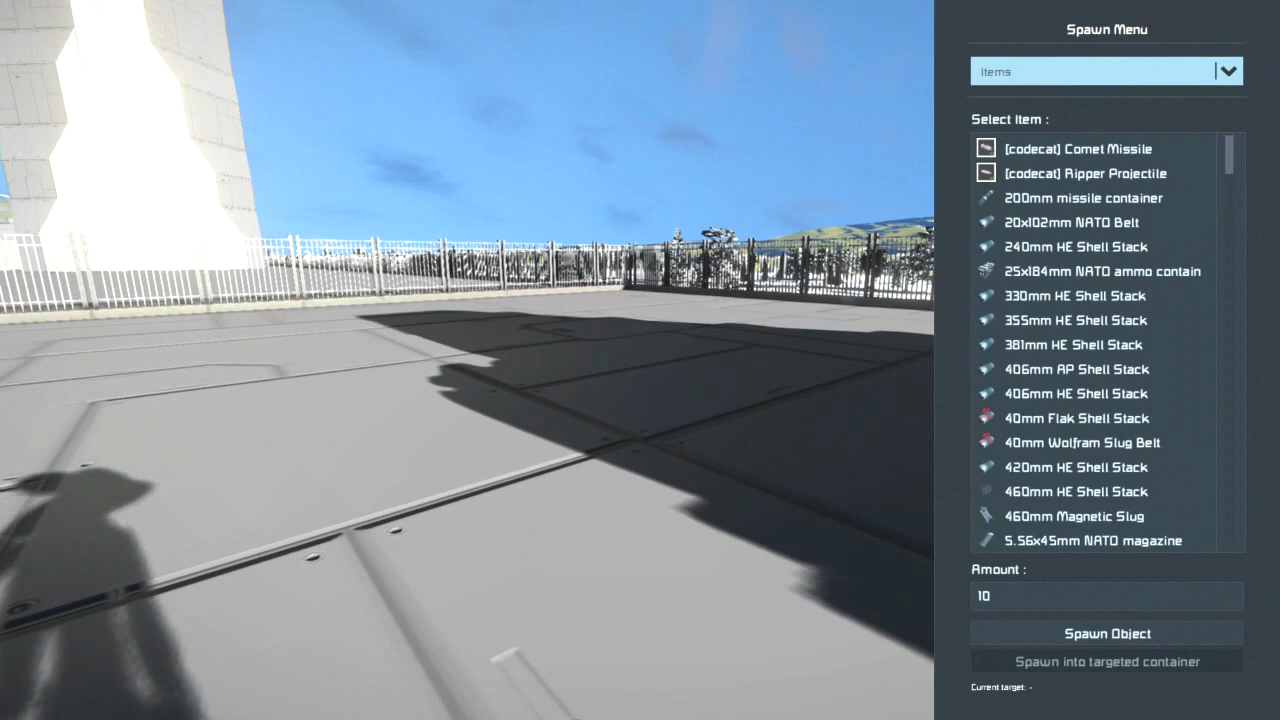 Spawn Menu
Items
Select Item :
[codecat] Comet Missile
[codecat] Ripper Projectile
200mm missile container
20x102mm NATO Belt
240mm HE Shell Stack
25x184mm NATO ammo contain
330mm HE Shell Stack
355mm HE Shell Stack
381mm HE Shell Stack
406mm AP Shell Stack
406mm HE Shell Stack
40mm Flak Shell Stack
40mm Wolfram Slug Belt
420mm HE Shell Stack
460mm HE Shell Stack
460mm Magnetic Slug
5.56x45mm NATO magazine
Amount :
10
Spawn Object
Spawn into targeted container
Current target: -